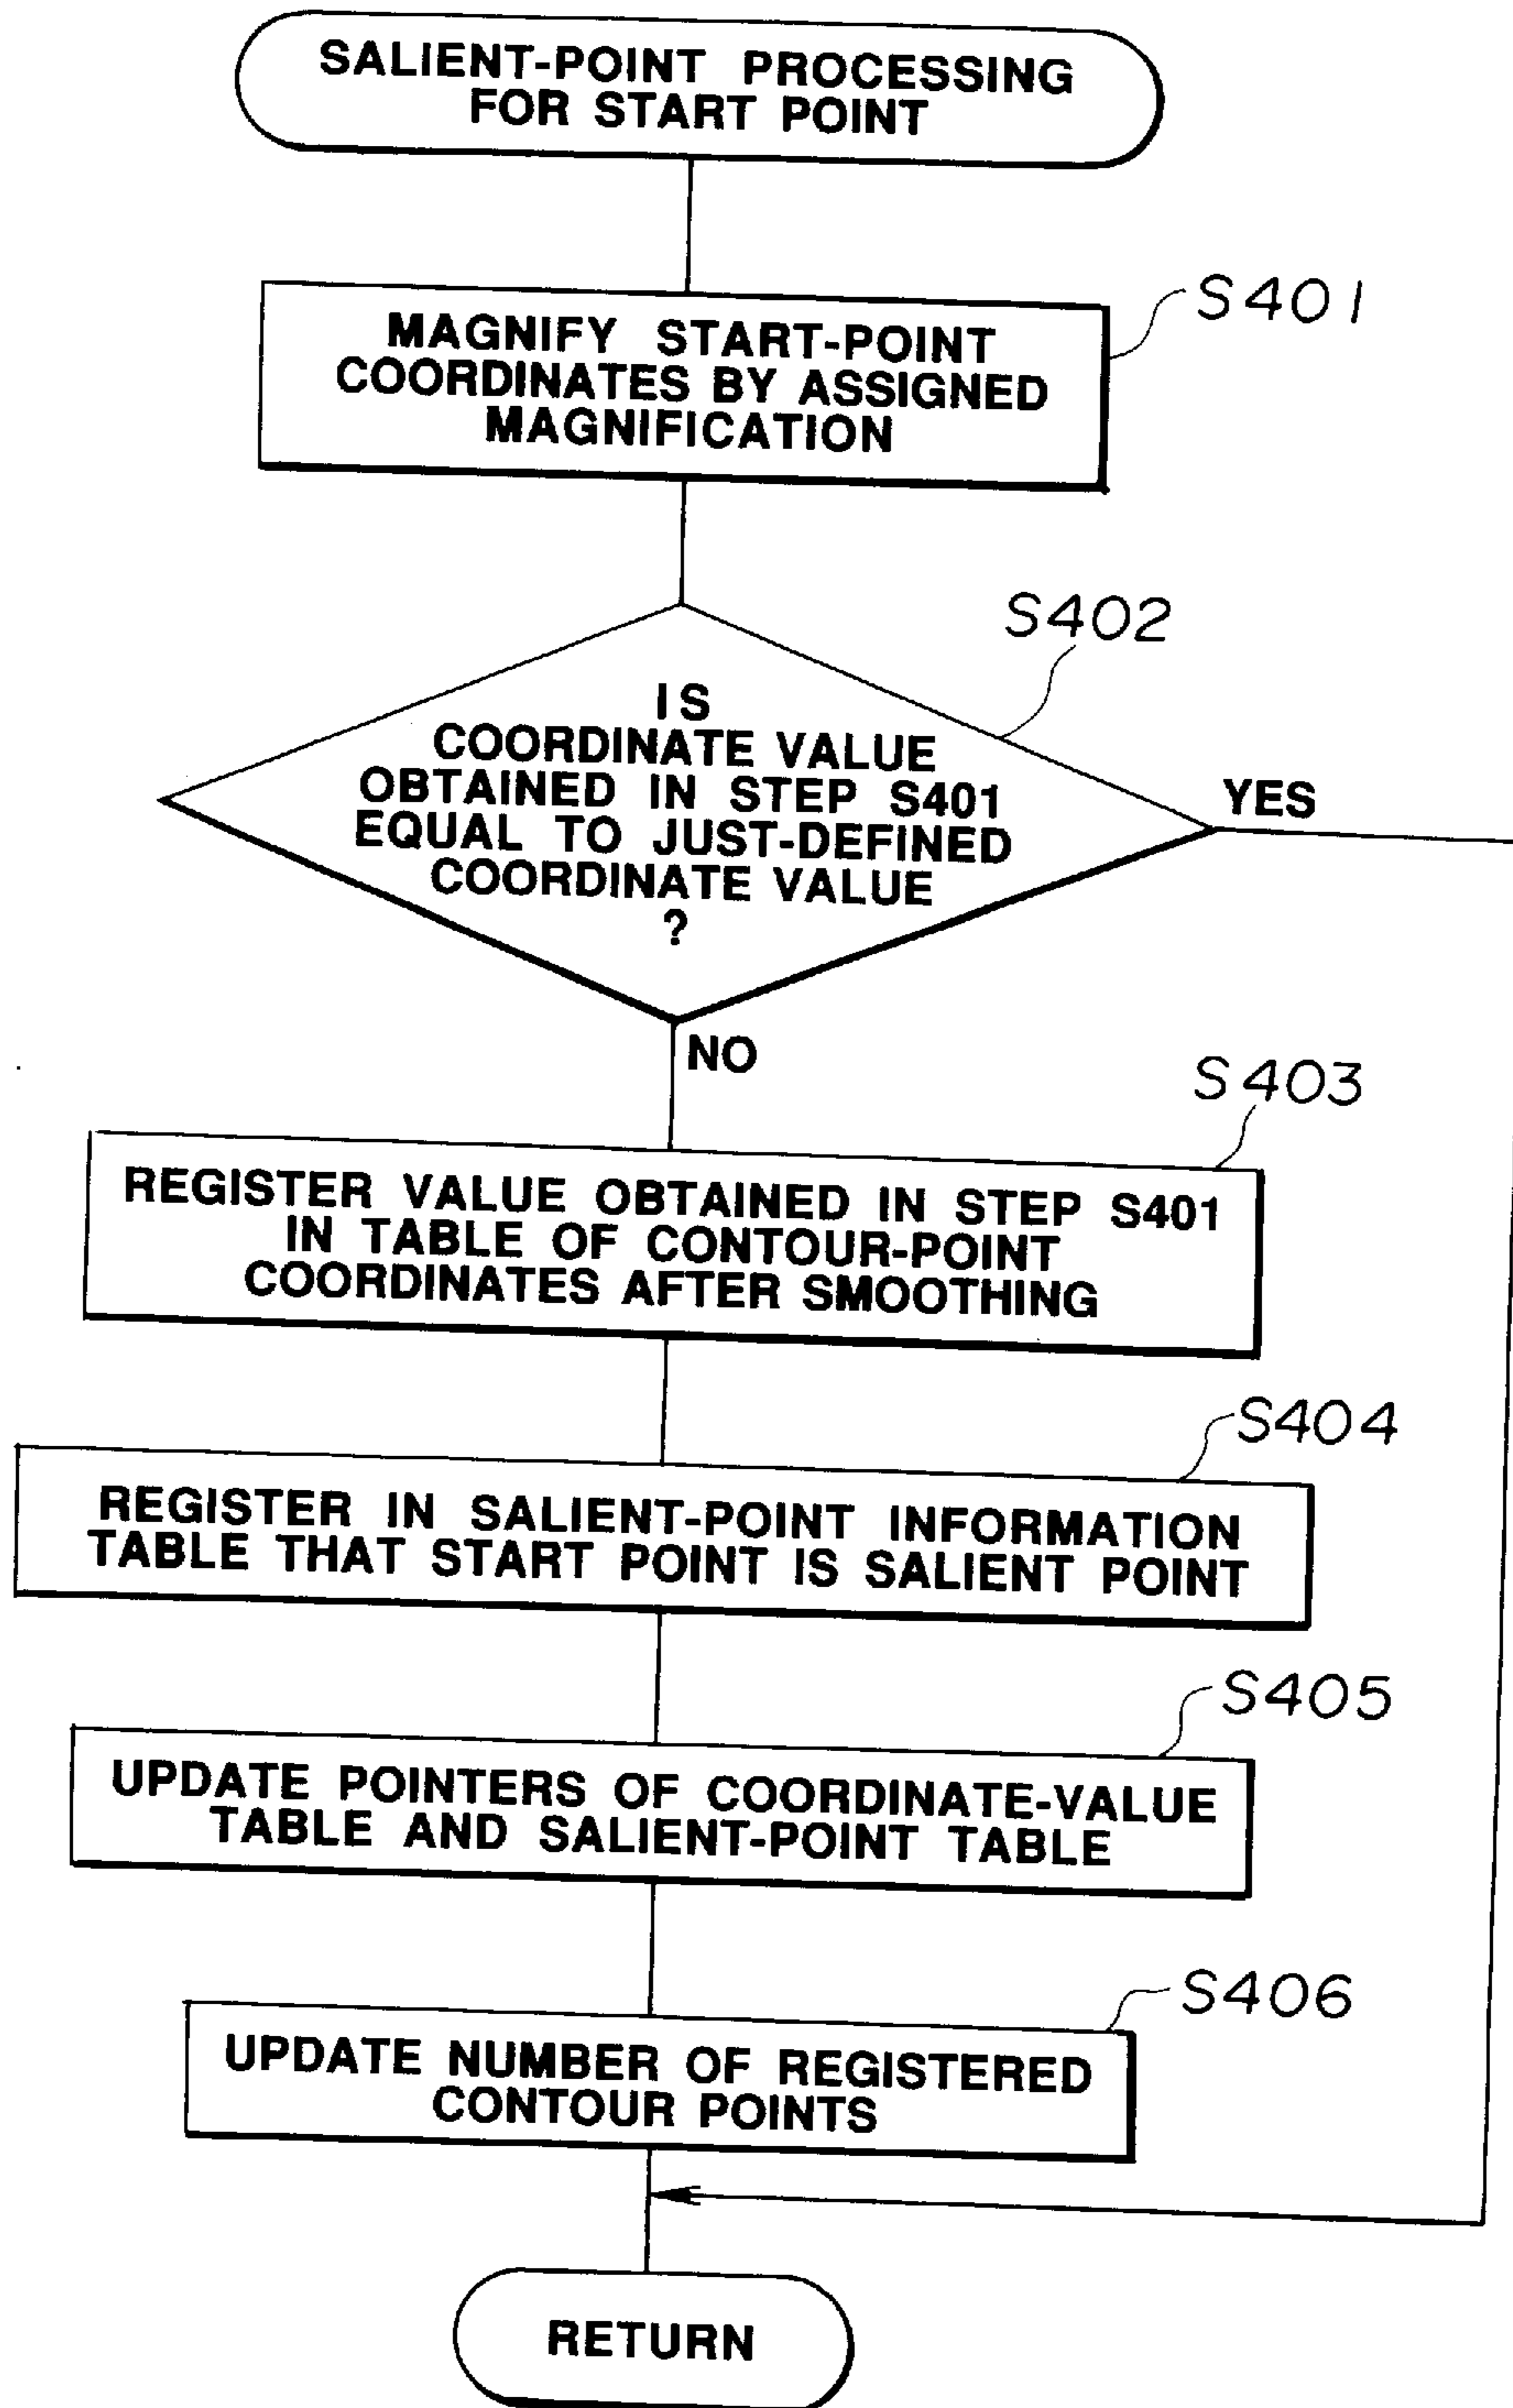 SALIENT-POINT PROCESSING
FOR START POINT
S401
MAGNIFY START-POINT
COORDINATES BY ASSIGNED
MAGNIFICATION
S402
IS
COORDINATE VALUE
OBTAINED IN STEP S401
EQUAL TO JUST-DEFINED
COORDINATE VALUE
?
YES
NO
S403
REGISTER VALUE OBTAINED IN STEP S401
IN TABLE OF CONTOUR-POINT
COORDINATES AFTER SMOOTHING
S404
REGISTER IN SALIENT-POINT INFORMATION
TABLE THAT START POINT IS SALIENT POINT
S405
UPDATE POINTERS OF COORDINATE-VALUE
TABLE AND SALIENT-POINT TABLE
S406
UPDATE NUMBER OF REGISTERED
CONTOUR POINTS
RETURN